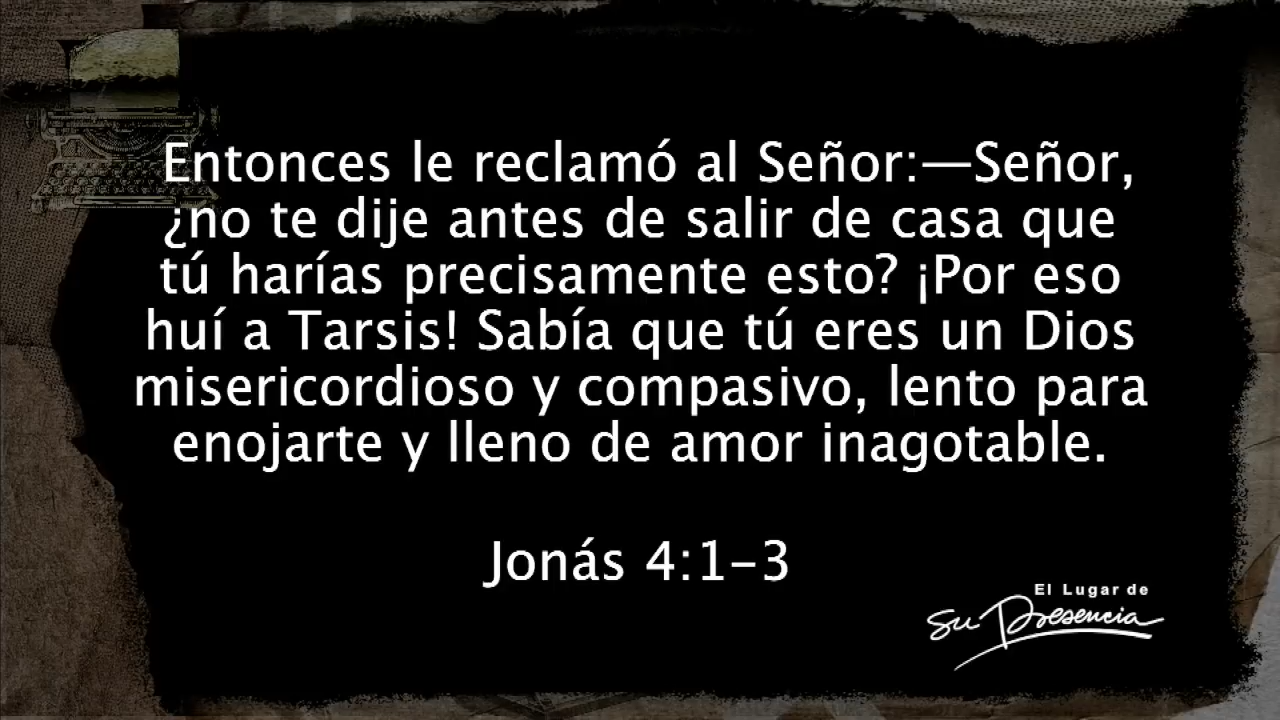 Entonces le reclamó al Señor:—Señor,
¿no te dije antes de salir de casa que
tú harías precisamente esto? ¡Por eso
huí a Tarsis! Sabía que tú eres un Dios
misericordioso y compasivo, lento para
enojarte y lleno de amor inagotable.
Jonás 4:1-3
El Lugar de
Su Presencia